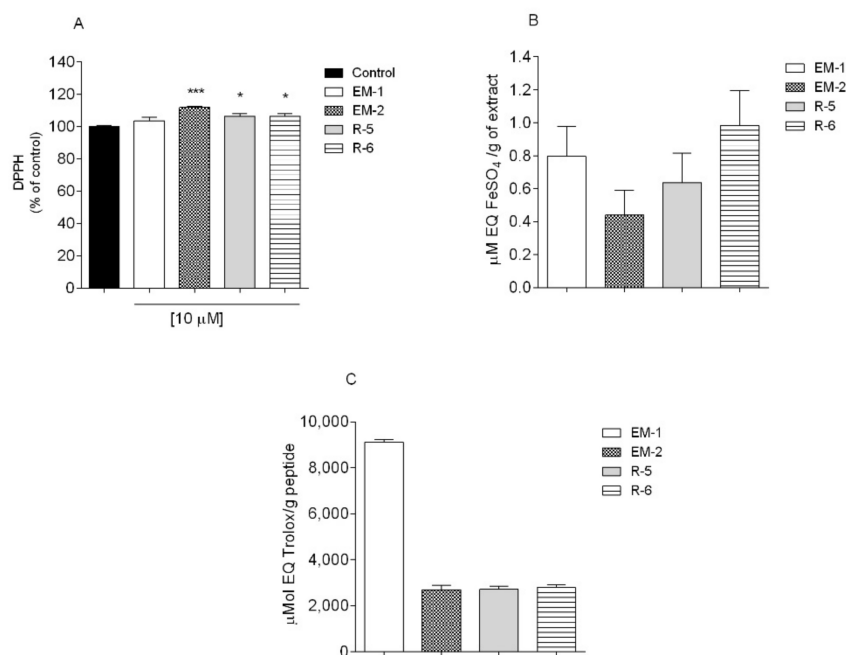 A
DPPH
(% of control)
140
120
100
80
60
40
20
0
***
*
*
[10 μM]
Control
EM-1
EM-2
R-5
R-6
B
μM EQ FeSO₄ /g of extract
1.4
1.2
1.0
0.8
0.6
0.4
0.2
0.0
EM-1
EM-2
R-5
R-6
C
μMol EQ Trolox/g peptide
10,000
8,000
6,000
4,000
2,000
0
EM-1
EM-2
R-5
R-6